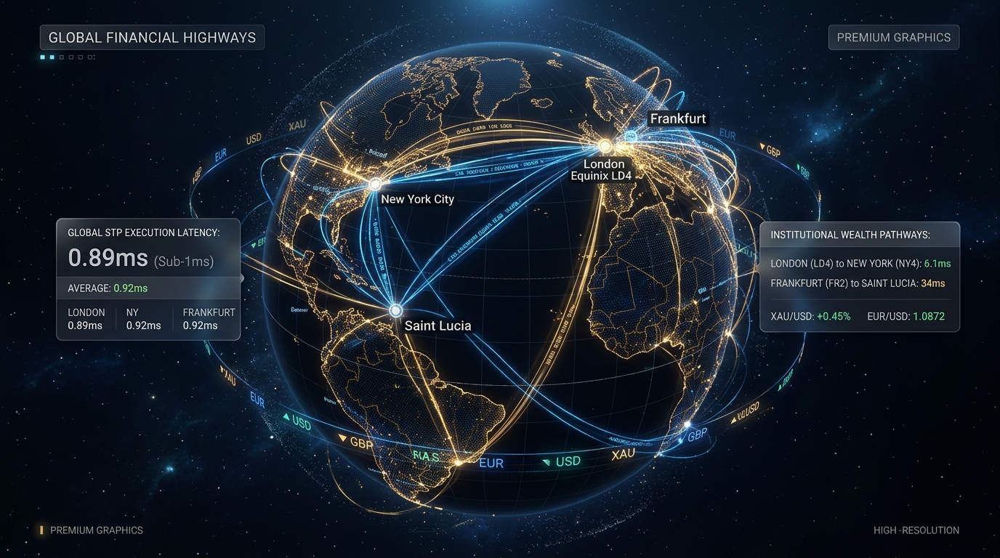 GLOBAL FINANCIAL HIGHWAYS
PREMIUM GRAPHICS
Frankfurt
London
Equinix LD4
New York City
Saint Lucia
GLOBAL STP EXECUTION LATENCY:
0.89ms (Sub-1ms)
AVERAGE: 0.92ms
LONDON NY FRANKFURT
0.89ms 0.92ms 0.92ms
INSTITUTIONAL WEALTH PATHWAYS:
LONDON (LD4) to NEW YORK (NY4): 6.1ms
FRANKFURT (FR2) to SAINT LUCIA: 34ms
XAU/USD: +0.45% EUR/USD: 1.0872
EUR USD XAU
EUR ▼ GBP
▼ XAU EUR ▲ USD ▼ GBP EUR USD XAU GBP
PREMIUM GRAPHICS
HIGH -RESOLUTION